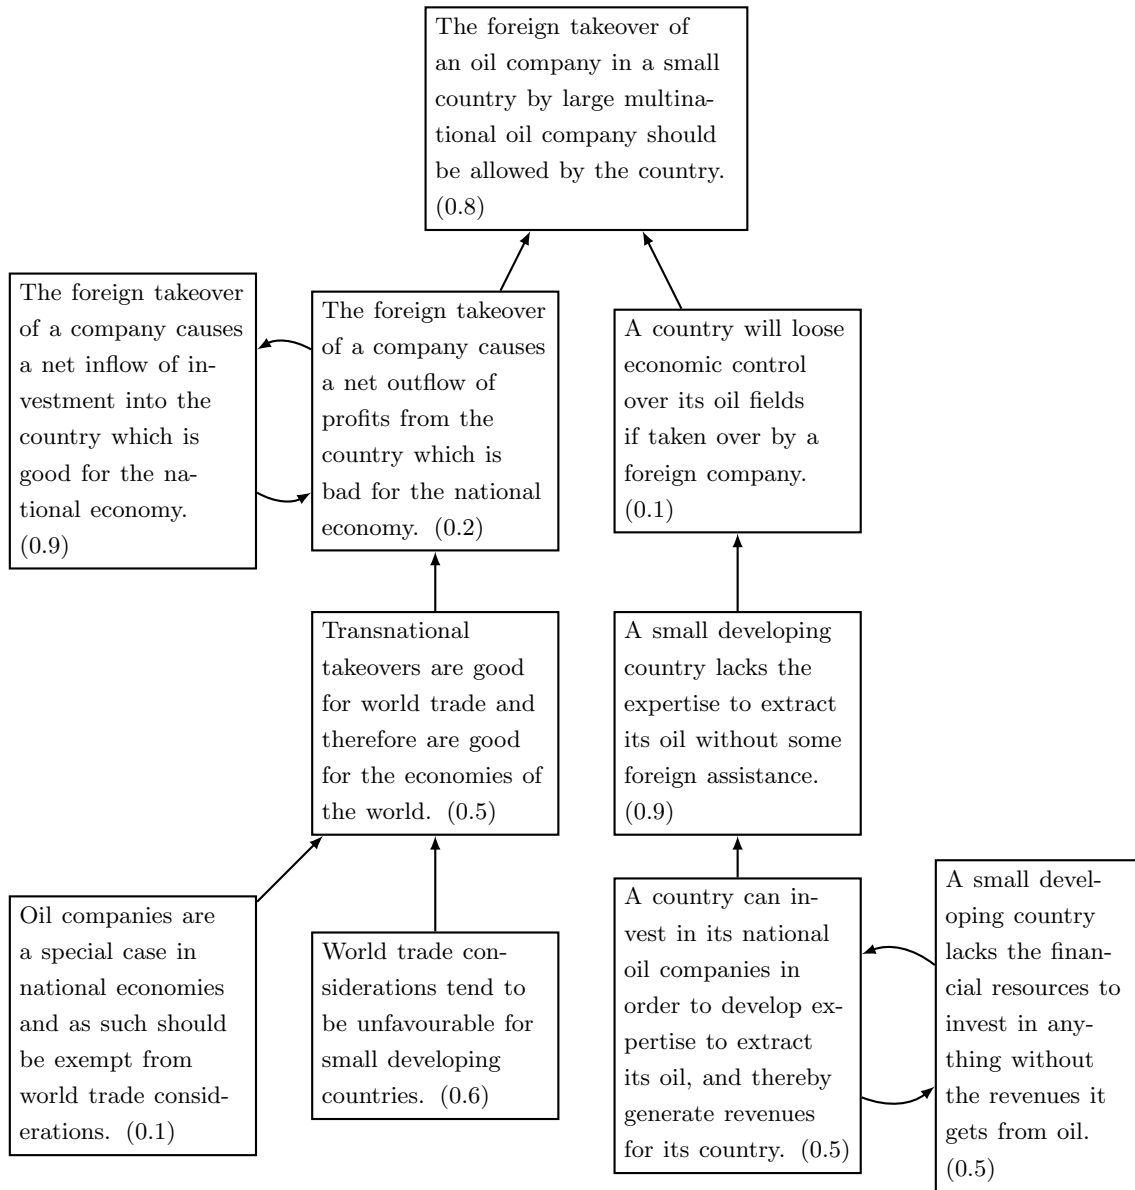 The foreign takeover of
an oil company in a small
country by large multina-
tional oil company should
be allowed by the country.
(0.8)
The foreign takeover
of a company causes
a net inflow of in-
vestment into the
country which is
good for the na-
tional economy.
(0.9)
The foreign takeover
of a company causes
a net outflow of
profits from the
country which is
bad for the national
economy. (0.2)
A country will loose
economic control
over its oil fields
if taken over by a
foreign company.
(0.1)
Transnational
takeovers are good
for world trade and
therefore are good
for the economies of
the world. (0.5)
A small developing
country lacks the
expertise to extract
its oil without some
foreign assistance.
(0.9)
Oil companies are
a special case in
national economies
and as such should
be exempt from
world trade consid-
erations. (0.1)
World trade con-
siderations tend to
be unfavourable for
small developing
countries. (0.6)
A country can in-
vest in its national
oil companies in
order to develop ex-
pertise to extract
its oil, and thereby
generate revenues
for its country. (0.5)
A small devel-
oping country
lacks the finan-
cial resources to
invest in any-
thing without
the revenues it
gets from oil.
(0.5)